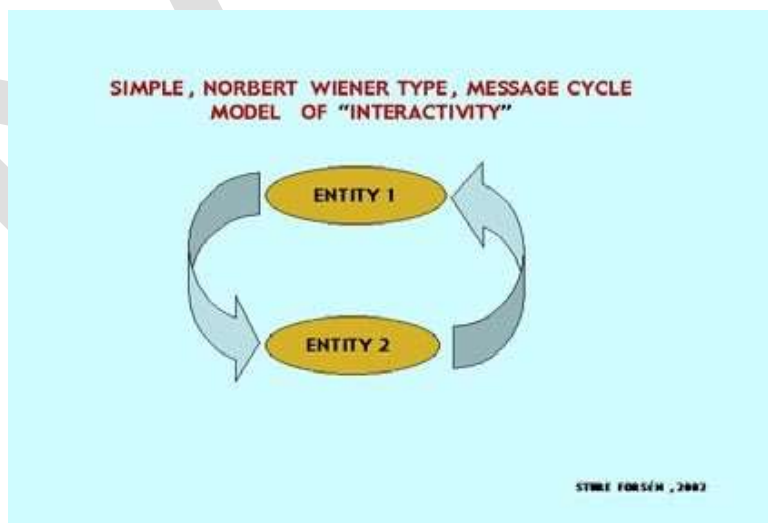 SIMPLE, NORBERT WIENER TYPE, MESSAGE CYCLE
MODEL OF “INTERACTIVITY”
ENTITY 1
ENTITY 2
STURE FORSÉN, 2002